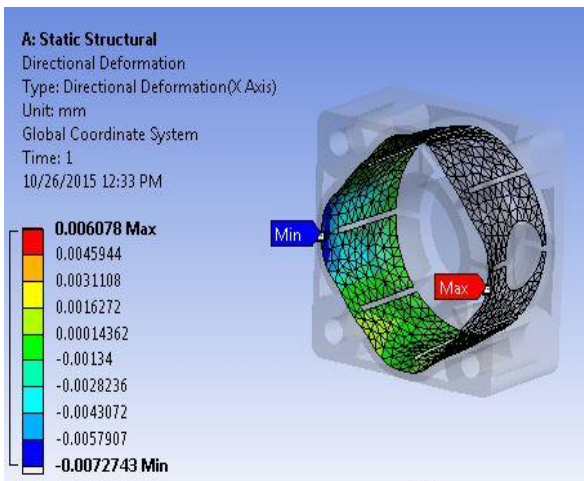 A: Static Structural
Directional Deformation
Type: Directional Deformation(X Axis)
Unit: mm
Global Coordinate System
Time: 1
10/26/2015 12:33 PM
0.006078 Max
0.0045944
0.0031108
0.0016272
0.00014362
-0.00134
-0.0028236
-0.0043072
-0.0057907
-0.0072743 Min
Min
Max